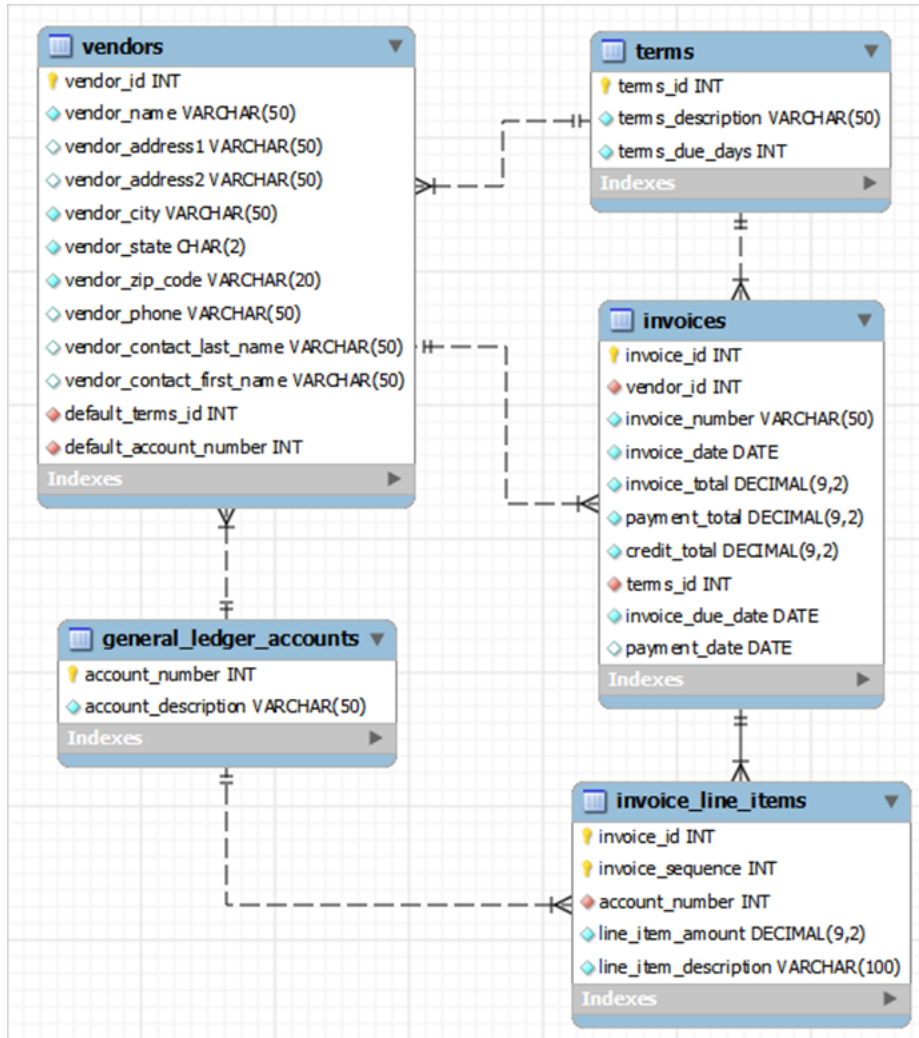 vendors
vendor_id INT
vendor_name VARCHAR(50)
vendor_address1 VARCHAR(50)
vendor_address2 VARCHAR(50)
vendor_city VARCHAR(50)
vendor_state CHAR(2)
vendor_zip_code VARCHAR(20)
vendor_phone VARCHAR(50)
vendor_contact_last_name VARCHAR(50)
vendor_contact_first_name VARCHAR(50)
default_terms_id INT
default_account_number INT
Indexes
terms
terms_id INT
terms_description VARCHAR(50)
terms_due_days INT
Indexes
invoices
invoice_id INT
vendor_id INT
invoice_number VARCHAR(50)
invoice_date DATE
invoice_total DECIMAL(9,2)
payment_total DECIMAL(9,2)
credit_total DECIMAL(9,2)
terms_id INT
invoice_due_date DATE
payment_date DATE
Indexes
general_ledger_accounts
account_number INT
account_description VARCHAR(50)
Indexes
invoice_line_items
invoice_id INT
invoice_sequence INT
account_number INT
line_item_amount DECIMAL(9,2)
line_item_description VARCHAR(100)
Indexes